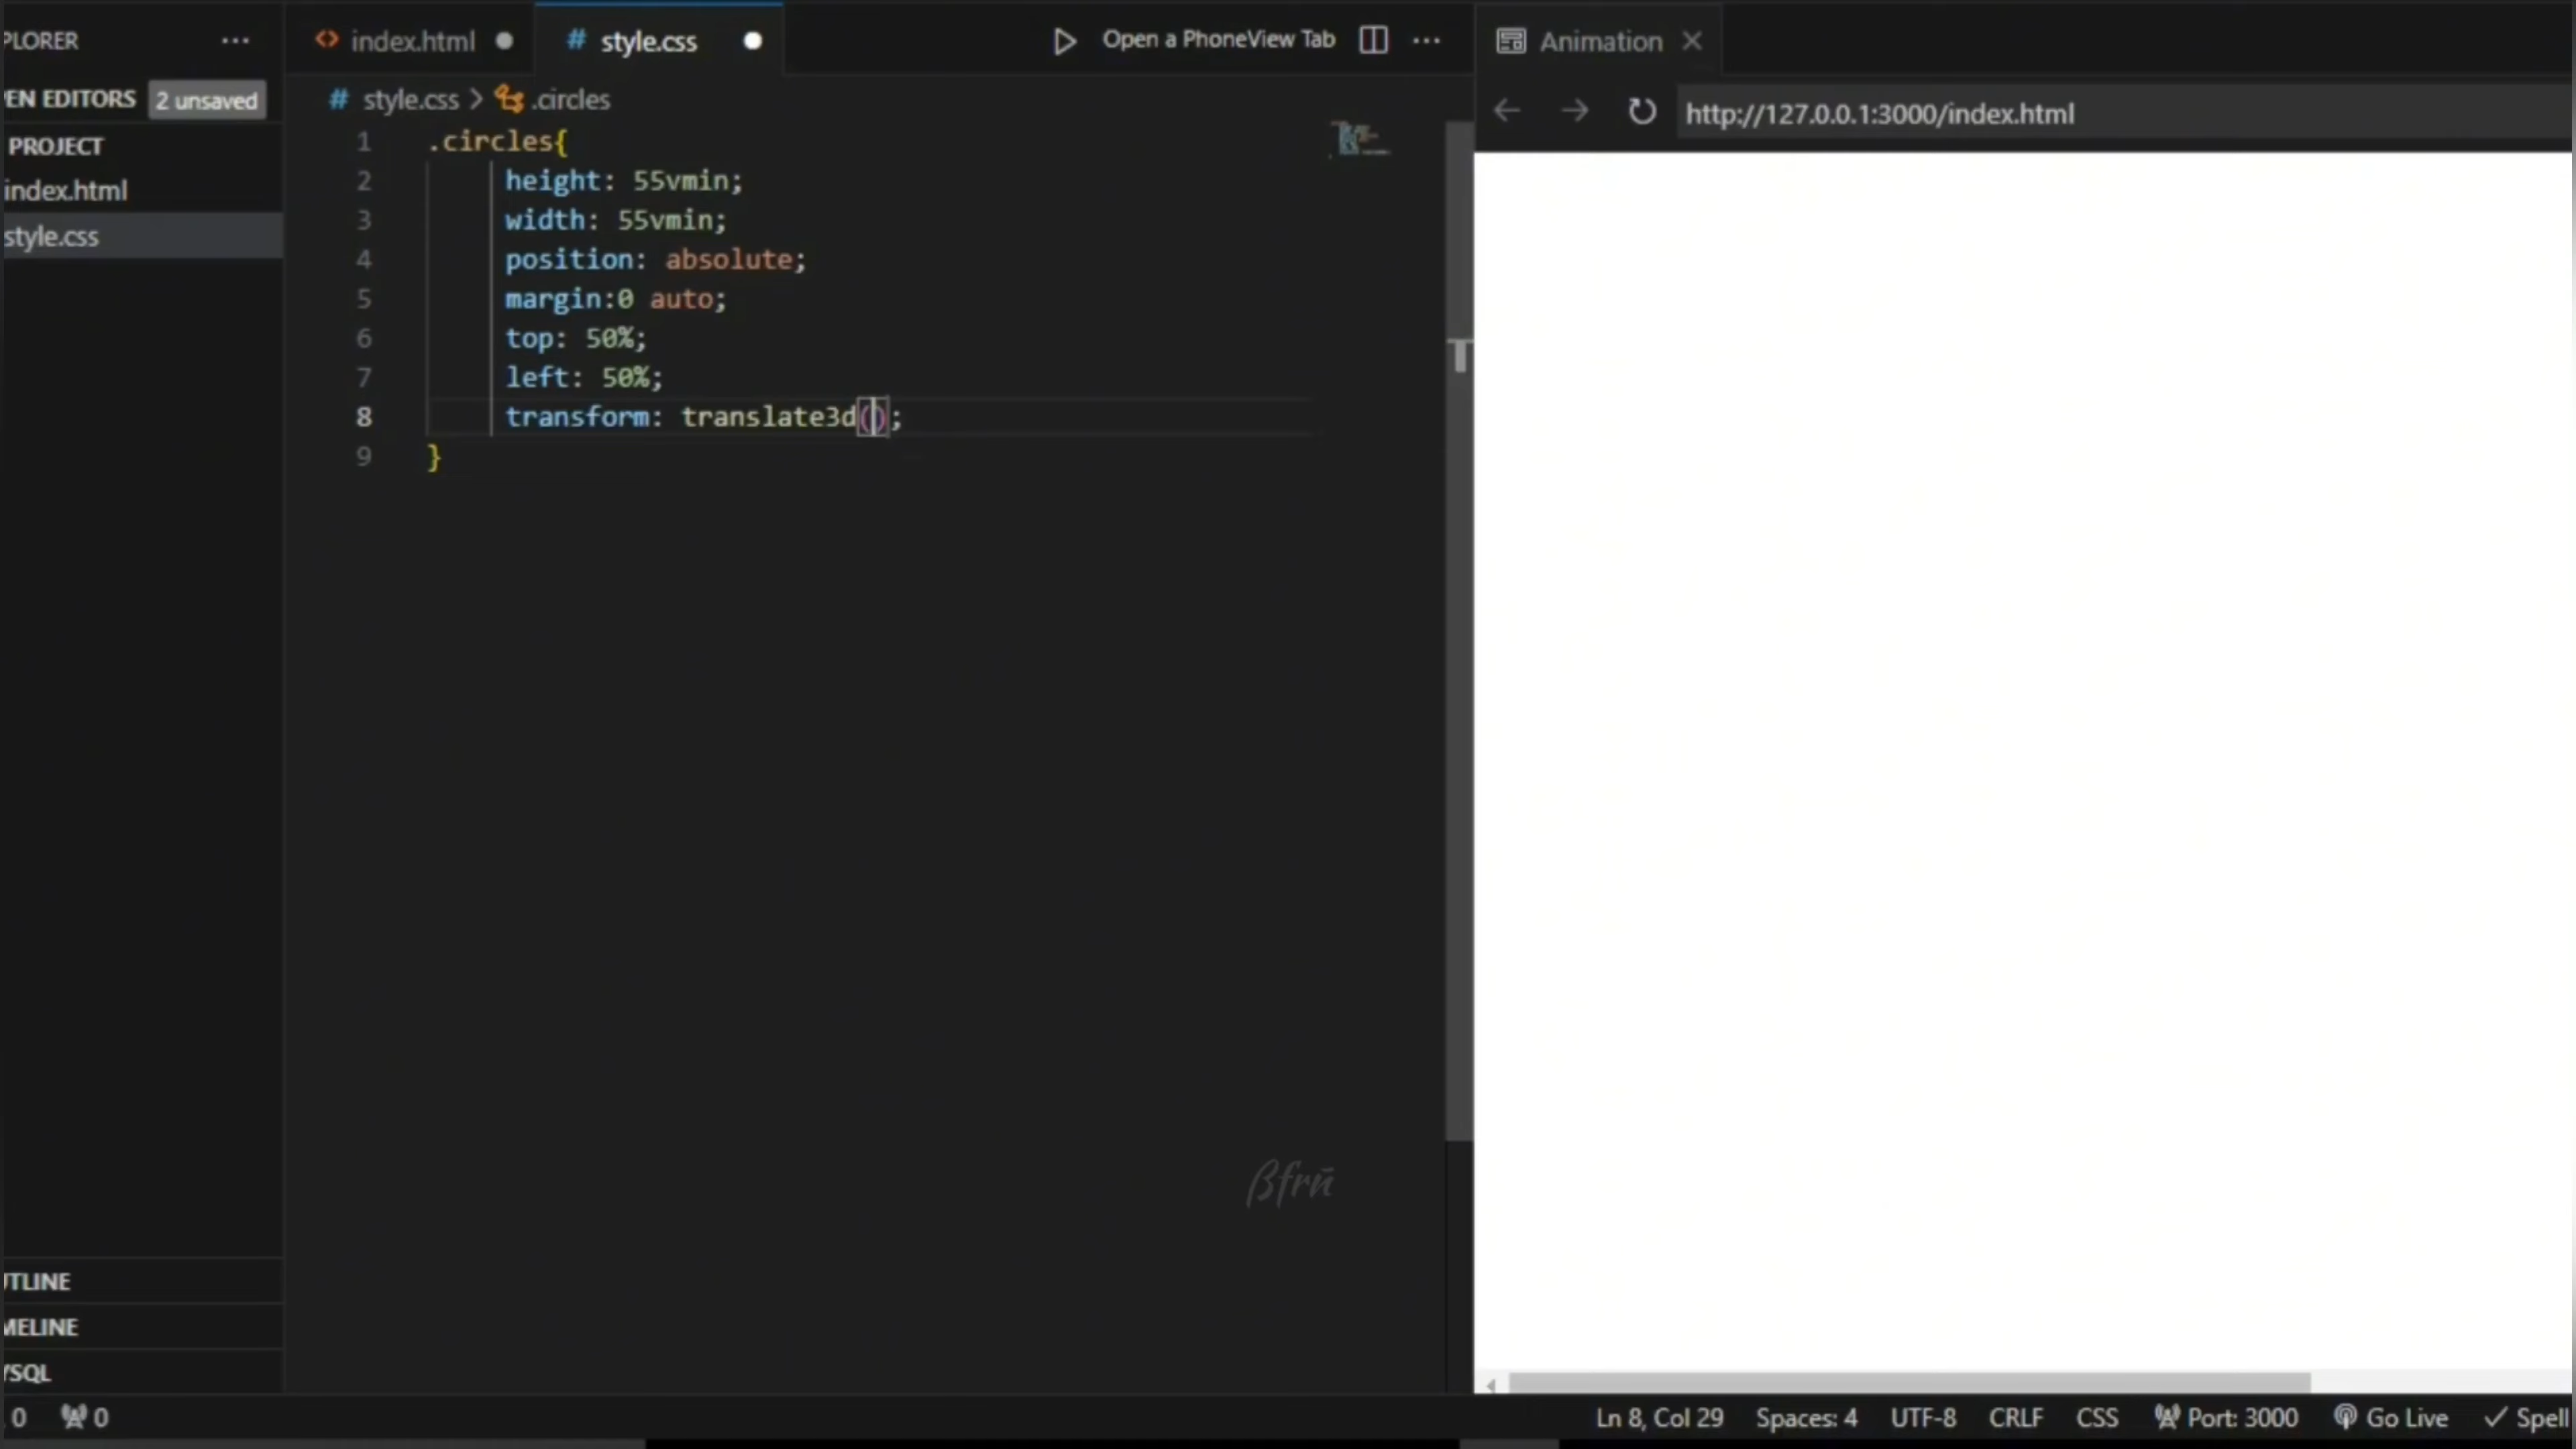 PLORER ···
index.html
# style.css
Open a PhoneView Tab
···
Animation
EN EDITORS 2 unsaved
# style.css > .circles
http://127.0.0.1:3000/index.html
PROJECT
index.html
style.css
1 .circles{
2 height: 55vmin;
3 width: 55vmin;
4 position: absolute;
5 margin:0 auto;
6 top: 50%;
7 left: 50%;
8 transform: translate3d();
9 }
βfrñ
UTLINE
MELINE
YSQL
0 0
Ln 8, Col 29 Spaces: 4 UTF-8 CRLF CSS Port: 3000 Go Live Spell